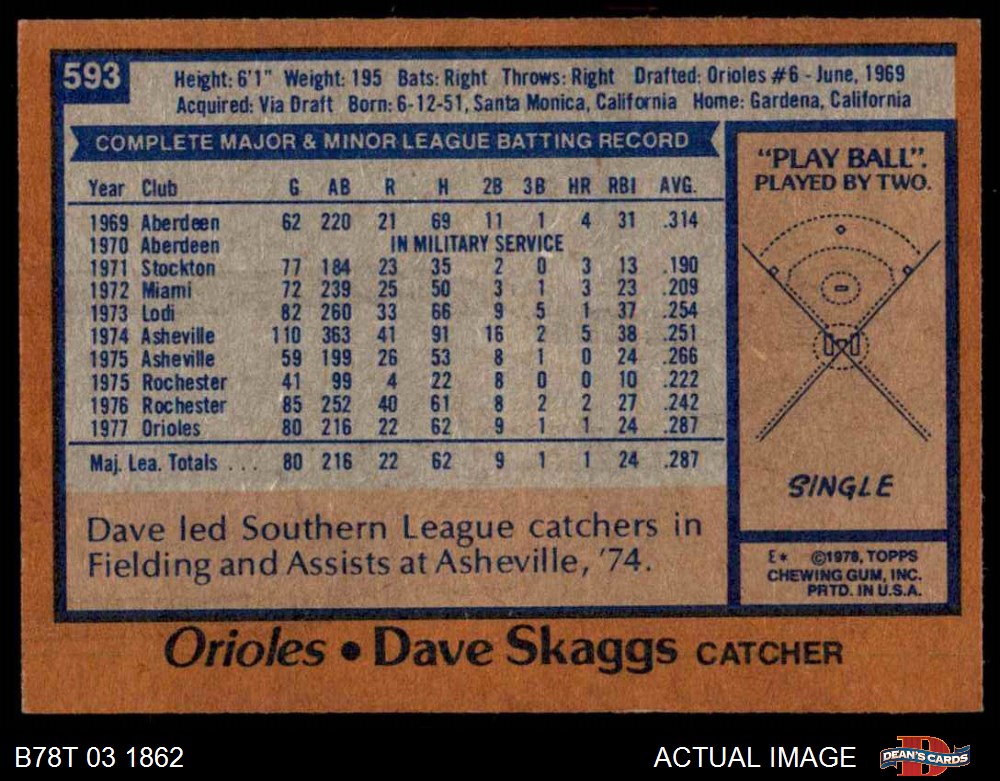 593
Height: 6'1" Weight: 195 Bats: Right Throws: Right Drafted: Orioles #6 - June, 1969
Acquired: Via Draft Born: 6-12-51, Santa Monica, California Home: Gardena, California
COMPLETE MAJOR & MINOR LEAGUE BATTING RECORD
Year Club G AB R H 2B 3B HR RBI AVG.
1969 Aberdeen 62 220 21 69 11 1 4 31 .314
1970 Aberdeen IN MILITARY SERVICE
1971 Stockton 77 184 23 35 2 0 3 13 .190
1972 Miami 72 239 25 50 3 1 3 23 .209
1973 Lodi 82 260 33 66 9 5 1 37 .254
1974 Asheville 110 363 41 91 16 2 5 38 .251
1975 Asheville 59 199 26 53 8 1 0 24 .266
1975 Rochester 41 99 4 22 8 0 0 10 .222
1976 Rochester 85 252 40 61 8 2 2 27 .242
1977 Orioles 80 216 22 62 9 1 1 24 .287
Maj. Lea. Totals . . . 80 216 22 62 9 1 1 24 .287
Dave led Southern League catchers in
Fielding and Assists at Asheville, '74.
"PLAY BALL".
PLAYED BY TWO.
SINGLE
E* ©1978, TOPPS
CHEWING GUM, INC.
PRTD. IN U.S.A.
Orioles • Dave Skaggs CATCHER
B78T 03 1862
ACTUAL IMAGE
DEAN'S CARDS